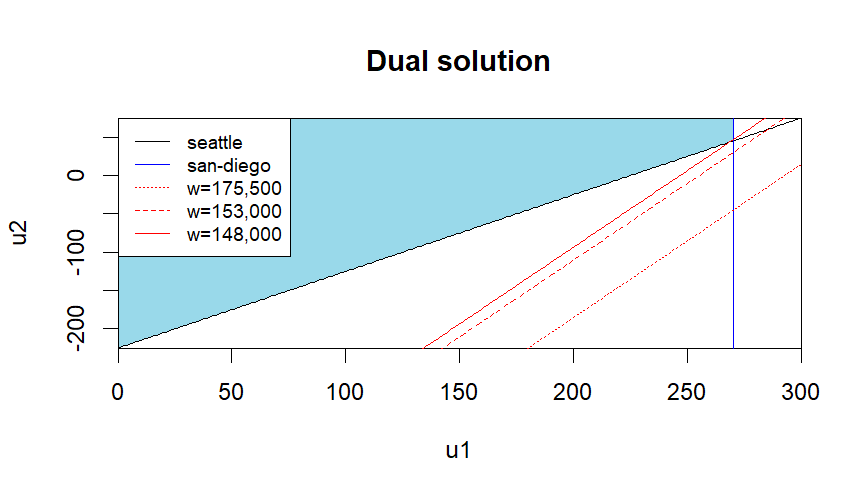 Dual solution
seattle
san-diego
w=175,500
w=153,000
w=148,000
u2
0
-100
-200
0 50 100 150 200 250 300
u1